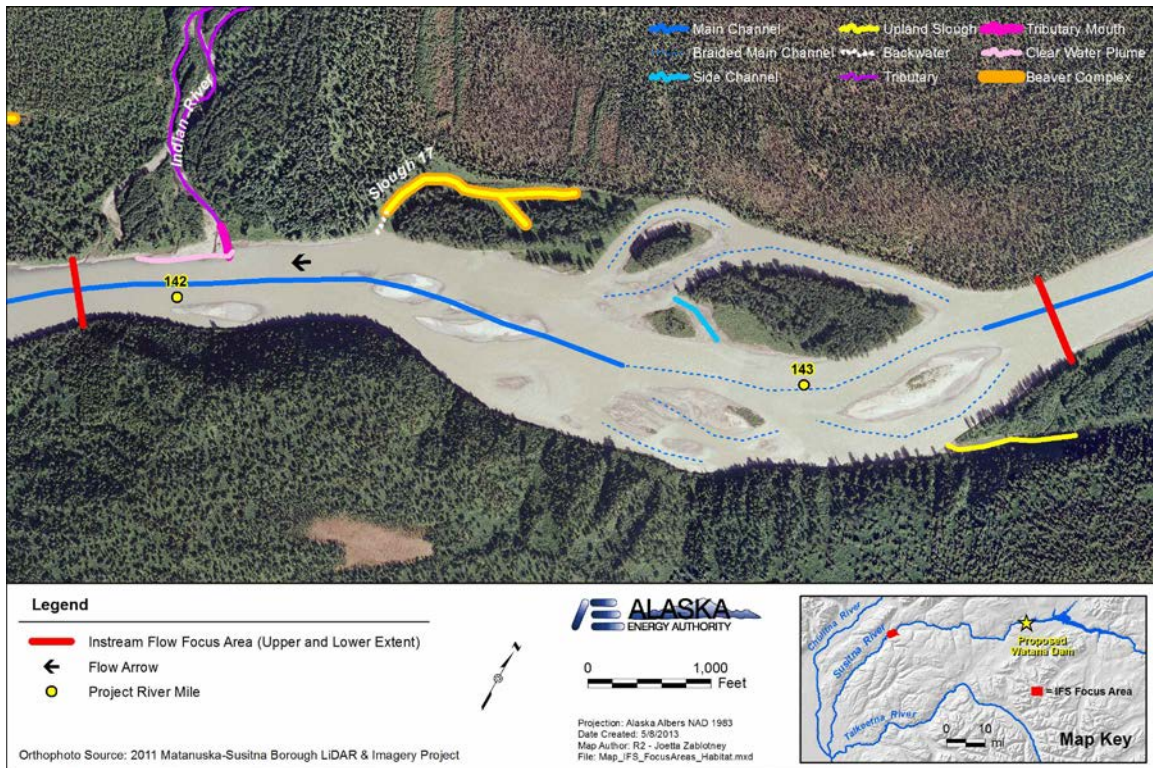 Main Channel
Braided Main Channel
Side Channel
Upland Slough
Backwater
Tributary
Tributary Mouth
Clear Water Plume
Beaver Complex
Indian River
Slough 17
142
143
Legend
Instream Flow Focus Area (Upper and Lower Extent)
Flow Arrow
Project River Mile
Orthophoto Source: 2011 Matanuska-Susitna Borough LiDAR & Imagery Project
N
ALASKA
ENERGY AUTHORITY
0 1,000
Feet
Projection: Alaska Albers NAD 1983
Date Created: 5/8/2013
Map Author: R2 - Joetta Zablotney
File: Map_IFS_FocusAreas_Habitat.mxd
Chulitna River
Susitna River
Talkeetna River
Proposed
Watana Dam
= IFS Focus Area
0 10
mi
Map Key